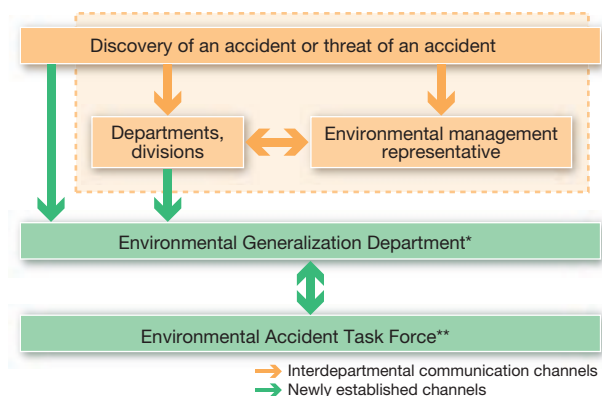 Discovery of an accident or threat of an accident
Departments,
divisions
Environmental management
representative
Environmental Generalization Department*
Environmental Accident Task Force**
Interdepartmental communication channels
Newly established channels